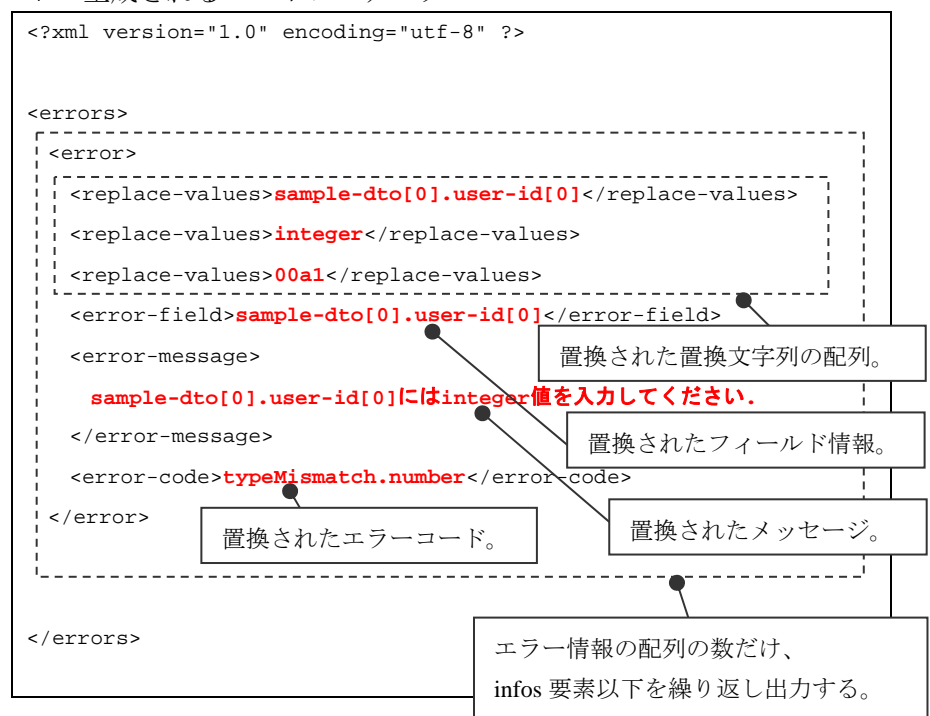 <?xml version="1.0" encoding="utf-8" ?>
<errors>
<error>
<replace-values>sample-dto[0].user-id[0]</replace-values>
<replace-values>integer</replace-values>
<replace-values>00a1</replace-values>
<error-field>sample-dto[0].user-id[0]</error-field>
置換された置換文字列の配列。
<error-message>
sample-dto[0].user-id[0]にはinteger値を入力してください.
</error-message>
置換されたフィールド情報。
<error-code>typeMismatch.number</error-code>
</error>
置換されたエラーコード。
置換されたメッセージ。
</errors>
エラー情報の配列の数だけ、
infos 要素以下を繰り返し出力する。